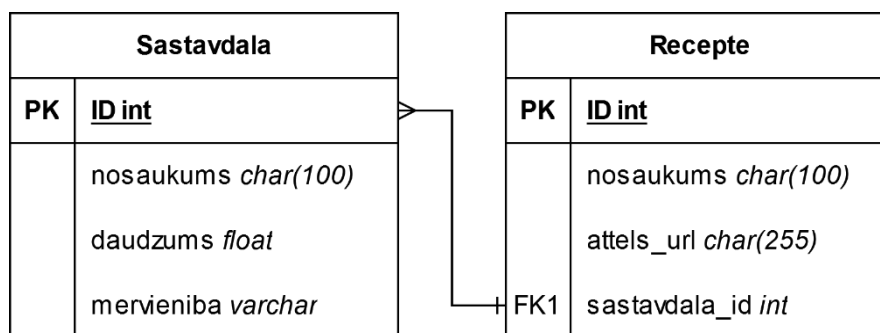 Sastavdala
PK ID int
nosaukums char(100)
daudzums float
mervieniba varchar
Recepte
PK ID int
nosaukums char(100)
attels_url char(255)
FK1 sastavdala_id int